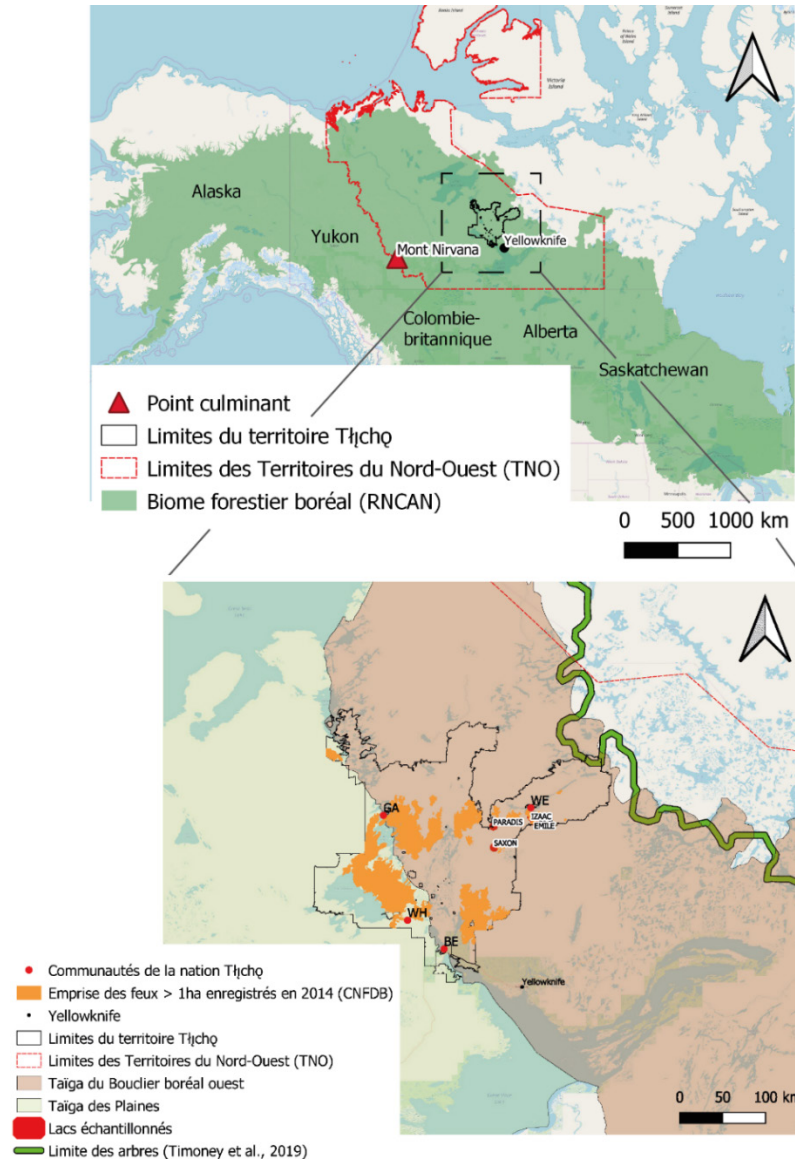 Victoria
Island
Alaska
Yukon
Mont Nirvana
Yellowknife
Colombie-
britannique
Alberta
Saskatchewan
Point culminant
Limites du territoire Tłı̨chǫ
Limites des Territoires du Nord-Ouest (TNO)
Biome forestier boréal (RNCAN)
0 500 1000 km
GA
WE
PARADIS
IZAAC
EMILE
SAXON
WH
BE
Yellowknife
Communautés de la nation Tłı̨chǫ
Emprise des feux > 1ha enregistrés en 2014 (CNFDB)
Yellowknife
Limites du territoire Tłı̨chǫ
Limites des Territoires du Nord-Ouest (TNO)
Taïga du Bouclier boréal ouest
Taïga des Plaines
Lacs échantillonnés
Limite des arbres (Timoney et al., 2019)
0 50 100 km